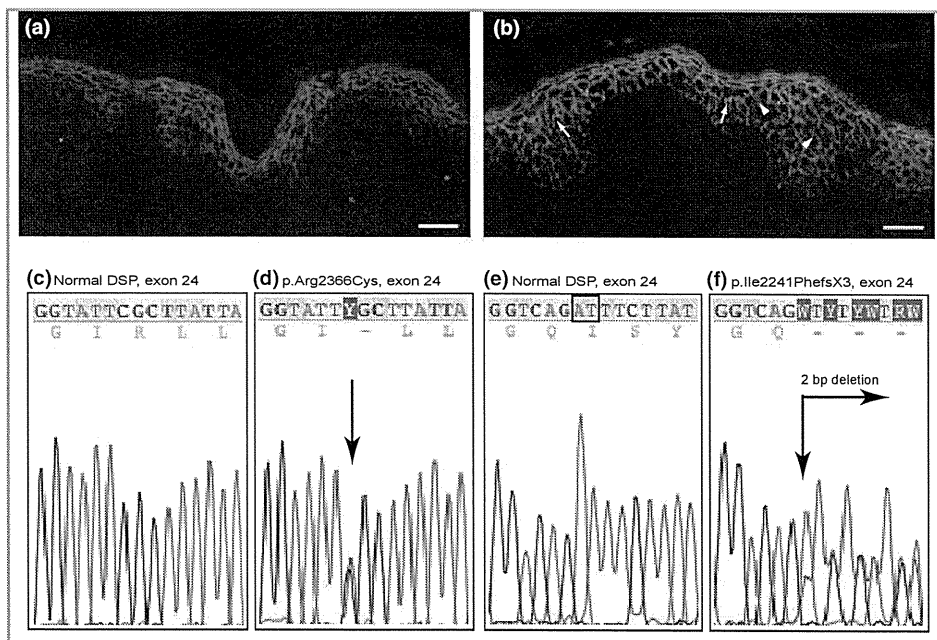 (a)
(b)
(c) Normal DSP, exon 24
GGTATTCGCTTATTA
G I R L L
(d) p.Arg2366Cys, exon 24
GGTATTYGCTTATTA
G I - L L
(e) Normal DSP, exon 24
GGTCAGATTTCTTAT
G Q I S Y
(f) p.Ile2241PhefsX3, exon 24
GGTCAGWTYTYWTRW
G Q - - -
2 bp deletion